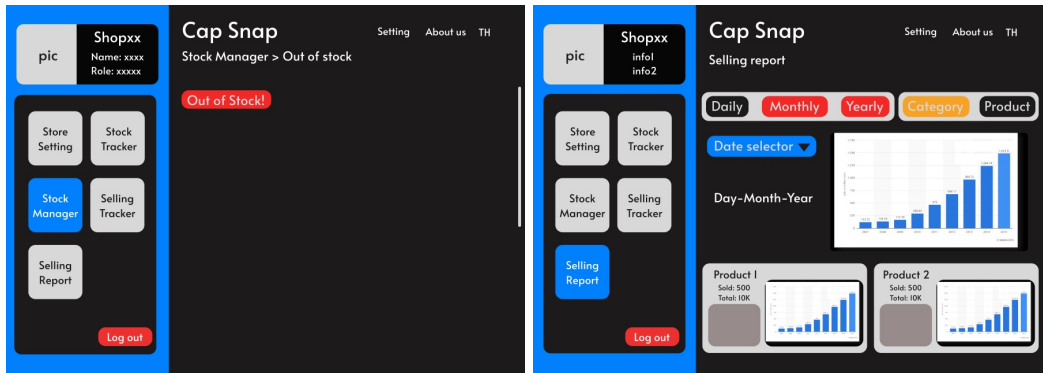 pic
Shopxx
Name: xxxx
Role: xxxxx
Store
Setting
Stock
Tracker
Stock
Manager
Selling
Tracker
Selling
Report
Log out
Cap Snap
Setting About us TH
Stock Manager > Out of stock
Out of Stock!
pic
Shopxx
info1
info2
Store
Setting
Stock
Tracker
Stock
Manager
Selling
Tracker
Selling
Report
Log out
Cap Snap
Setting About us TH
Selling report
Daily Monthly Yearly Category Product
Date selector
Day-Month-Year
Product 1
Sold: 500
Total: 10K
Product 2
Sold: 500
Total: 10K